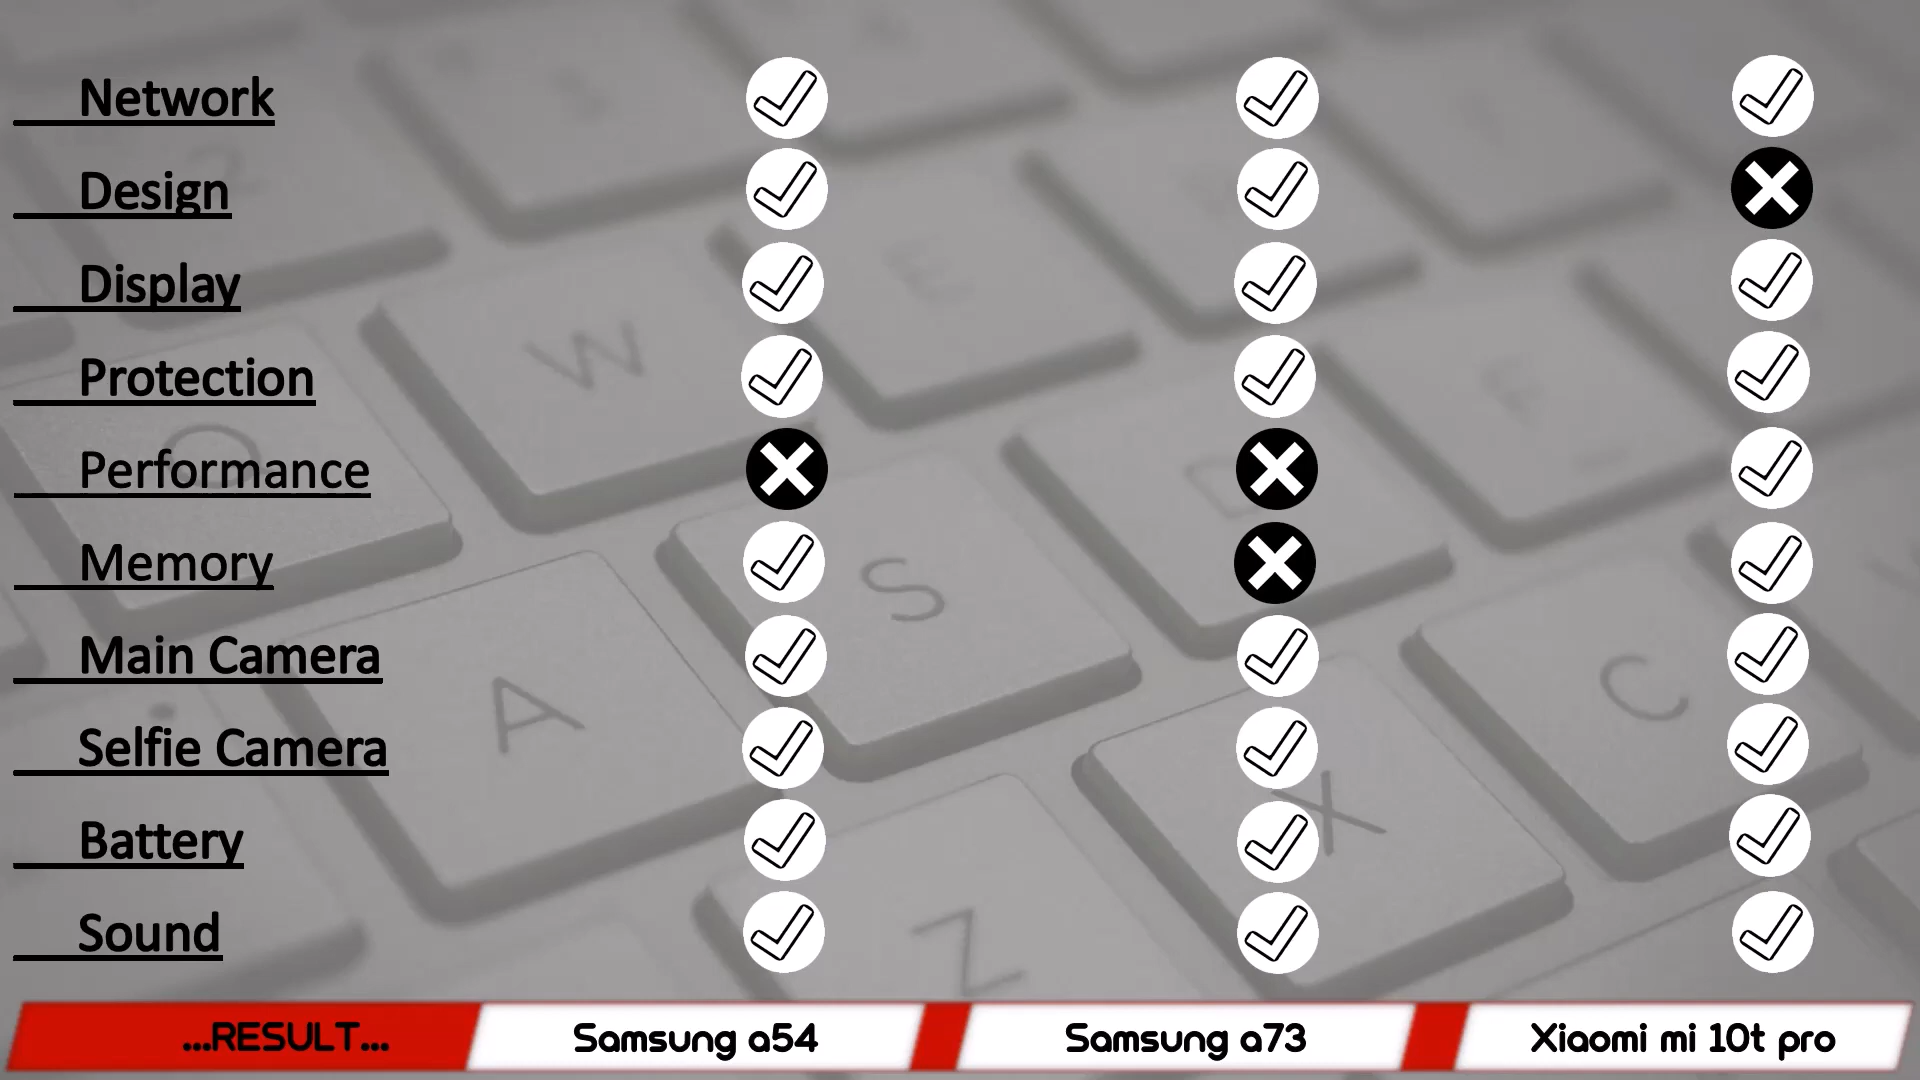 Network
Design
Display
Protection
Performance
Memory
Main Camera
Selfie Camera
Battery
Sound
...RESULT... Samsung a54 Samsung a73 Xiaomi mi 10t pro
W
S
A
X
C
Z